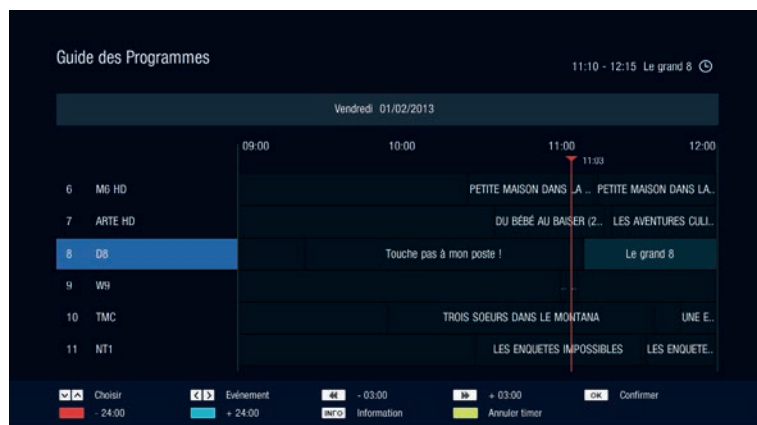 Guide des Programmes
11:10 - 12:15 Le grand 8
Vendredi 01/02/2013
09:00 10:00 11:00 12:00
11:03
6 M6 HD PETITE MAISON DANS LA .. PETITE MAISON DANS LA..
7 ARTE HD DU BÉBÉ AU BAISER (2... LES AVENTURES CULI...
8 D8 Touche pas à mon poste ! Le grand 8
9 W9 .. ..
10 TMC TROIS SOEURS DANS LE MONTANA UNE E..
11 NT1 LES ENQUETES IMPOSSIBLES LES ENQUETE..
Choisir Evénement - 03:00 + 03:00 OK Confirmer
- 24:00 + 24:00 INFO Information Annuler timer